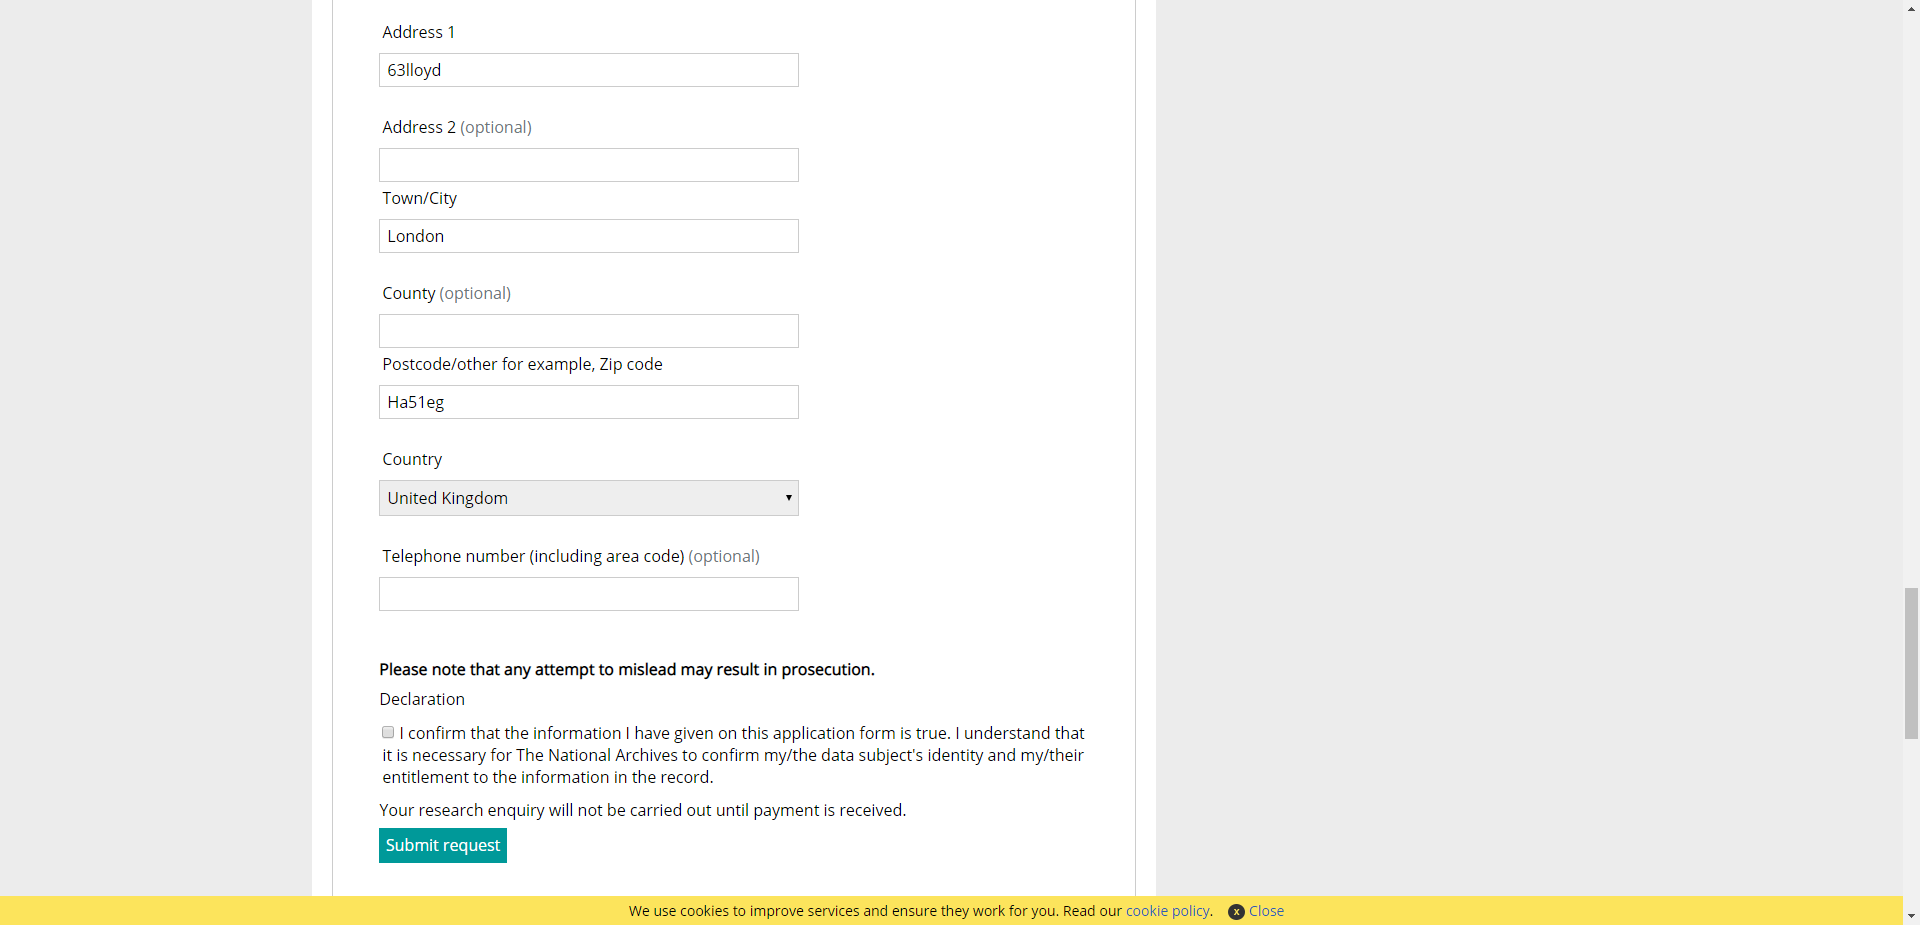 Address 1
63lloyd
Address 2 (optional)
Town/City
London
County (optional)
Postcode/other for example, Zip code
Ha51eg
Country
United Kingdom
Telephone number (including area code) (optional)
Please note that any attempt to mislead may result in prosecution.
Declaration
I confirm that the information I have given on this application form is true. I understand that
it is necessary for The National Archives to confirm my/the data subject's identity and my/their
entitlement to the information in the record.
Your research enquiry will not be carried out until payment is received.
Submit request
We use cookies to improve services and ensure they work for you. Read our cookie policy. x Close